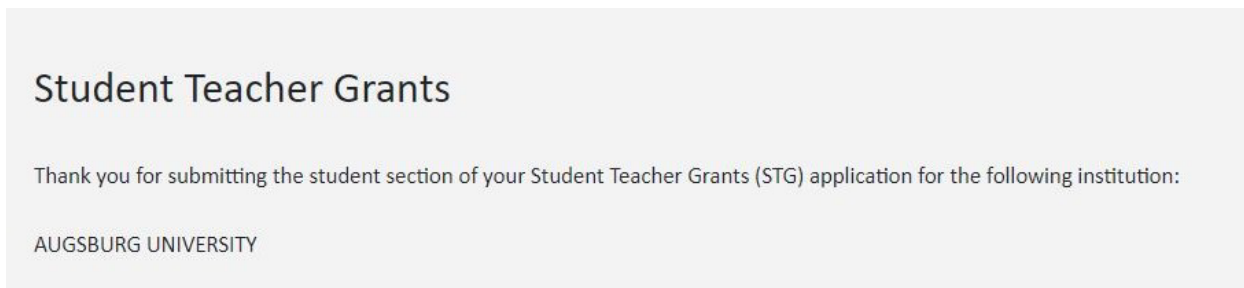 Student Teacher Grants
Thank you for submitting the student section of your Student Teacher Grants (STG) application for the following institution:
AUGSBURG UNIVERSITY